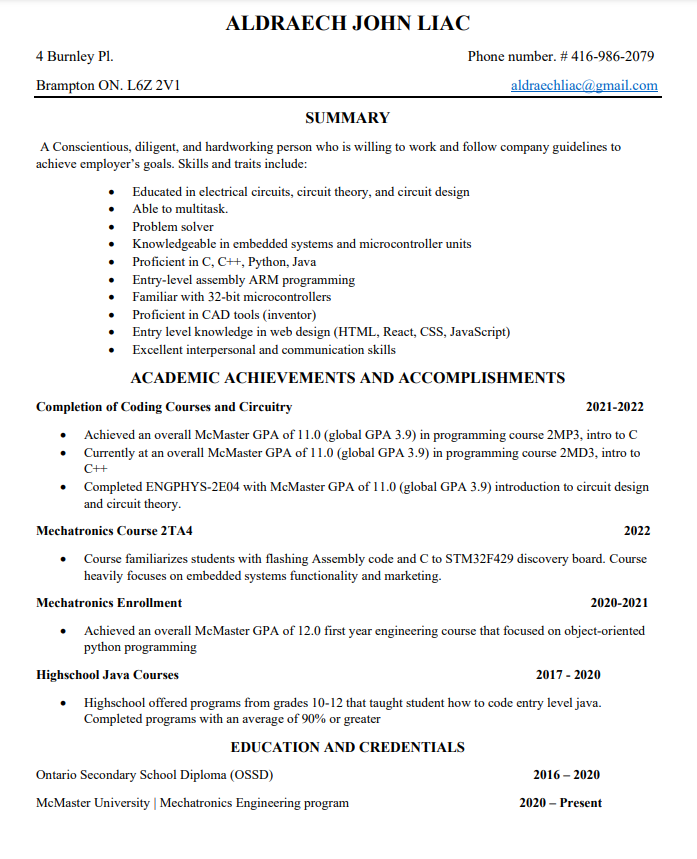 ALDRAECH JOHN LIAC
4 Burnley Pl. Phone number. # 416-986-2079
Brampton ON. L6Z 2V1 aldraechliac@gmail.com
SUMMARY
A Conscientious, diligent, and hardworking person who is willing to work and follow company guidelines to
achieve employer’s goals. Skills and traits include:
• Educated in electrical circuits, circuit theory, and circuit design
• Able to multitask.
• Problem solver
• Knowledgeable in embedded systems and microcontroller units
• Proficient in C, C++, Python, Java
• Entry-level assembly ARM programming
• Familiar with 32-bit microcontrollers
• Proficient in CAD tools (inventor)
• Entry level knowledge in web design (HTML, React, CSS, JavaScript)
• Excellent interpersonal and communication skills
ACADEMIC ACHIEVEMENTS AND ACCOMPLISHMENTS
Completion of Coding Courses and Circuitry 2021-2022
• Achieved an overall McMaster GPA of 11.0 (global GPA 3.9) in programming course 2MP3, intro to C
• Currently at an overall McMaster GPA of 11.0 (global GPA 3.9) in programming course 2MD3, intro to
C++
• Completed ENGPHYS-2E04 with McMaster GPA of 11.0 (global GPA 3.9) introduction to circuit design
and circuit theory.
Mechatronics Course 2TA4 2022
• Course familiarizes students with flashing Assembly code and C to STM32F429 discovery board. Course
heavily focuses on embedded systems functionality and marketing.
Mechatronics Enrollment 2020-2021
• Achieved an overall McMaster GPA of 12.0 first year engineering course that focused on object-oriented
python programming
Highschool Java Courses 2017 - 2020
• Highschool offered programs from grades 10-12 that taught student how to code entry level java.
Completed programs with an average of 90% or greater
EDUCATION AND CREDENTIALS
Ontario Secondary School Diploma (OSSD) 2016 – 2020
McMaster University | Mechatronics Engineering program 2020 – Present